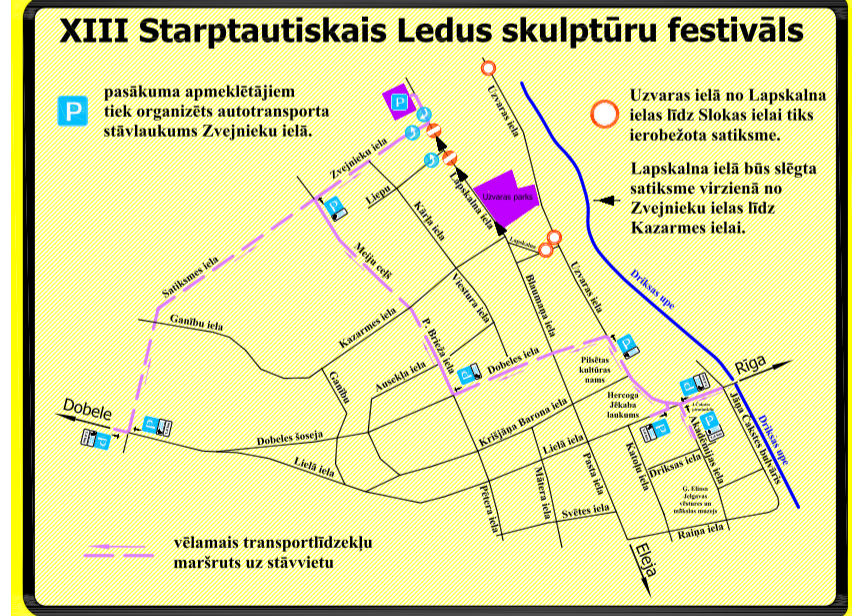 XIII Starptautiskais Ledus skulptūru festivāls
P
pasākuma apmeklētājiem
tiek organizēts autotransporta
stāvlaukums Zvejnieku ielā.
P
Uzvaras ielā no Lapskalna
ielas līdz Slokas ielai tiks
ierobežota satiksme.
Lapskalna ielā būs slēgta
satiksme virzienā no
Zvejnieku ielas līdz
Kazarmes ielai.
Uzvaras iela
Zvejnieku iela
Liepu
Lapskalna iela
Uzvaras parks
Kārļa iela
P
Meiju ceļš
Lapskalna
Uzvaras iela
Driksas upe
Satiksmes iela
Viestura iela
Blaumaņa iela
Ganību iela
Kazarmes iela
P. Brieža iela
P
Dobeles iela
P
Pilsētas
kultūras
nams
Rīga
Ganību
Ausekļa iela
P
Hercoga
Jēkaba
laukums
P
Jāņa Čakstes bulvāris
Driksas upe
Dobele
P
P
Dobeles šoseja
Krišjāņa Barona iela
P
P
Akadēmijas iela
Lielā iela
Lielā iela
Katoļu iela
Driksas iela
Pētera iela
Mātera iela
Pasta iela
G. Eliasa
Jelgavas
vēstures un
mākslas muzejs
Svētes iela
Raiņa iela
Eleja
vēlamais transportlīdzekļu
maršruts uz stāvvietu